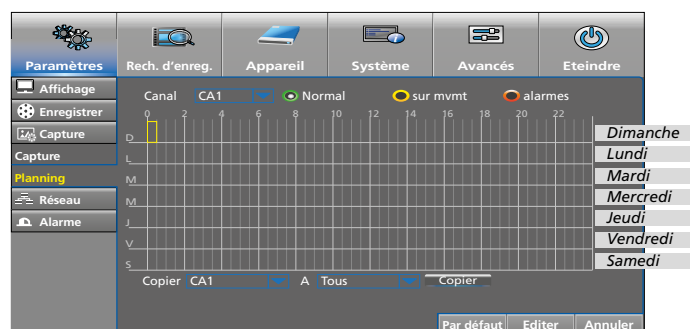 Paramètres Rech. d'enreg. Appareil Système Avancés Eteindre
Affichage
Enregistrer
Capture
Capture
Planning
Réseau
Alarme
Canal CA1 Normal sur mvmt alarmes
0 2 4 6 8 10 12 14 16 18 20 22
D Dimanche
L Lundi
M Mardi
M Mercredi
J Jeudi
V Vendredi
S Samedi
Copier CA1 A Tous Copier
Par défaut Editer Annuler